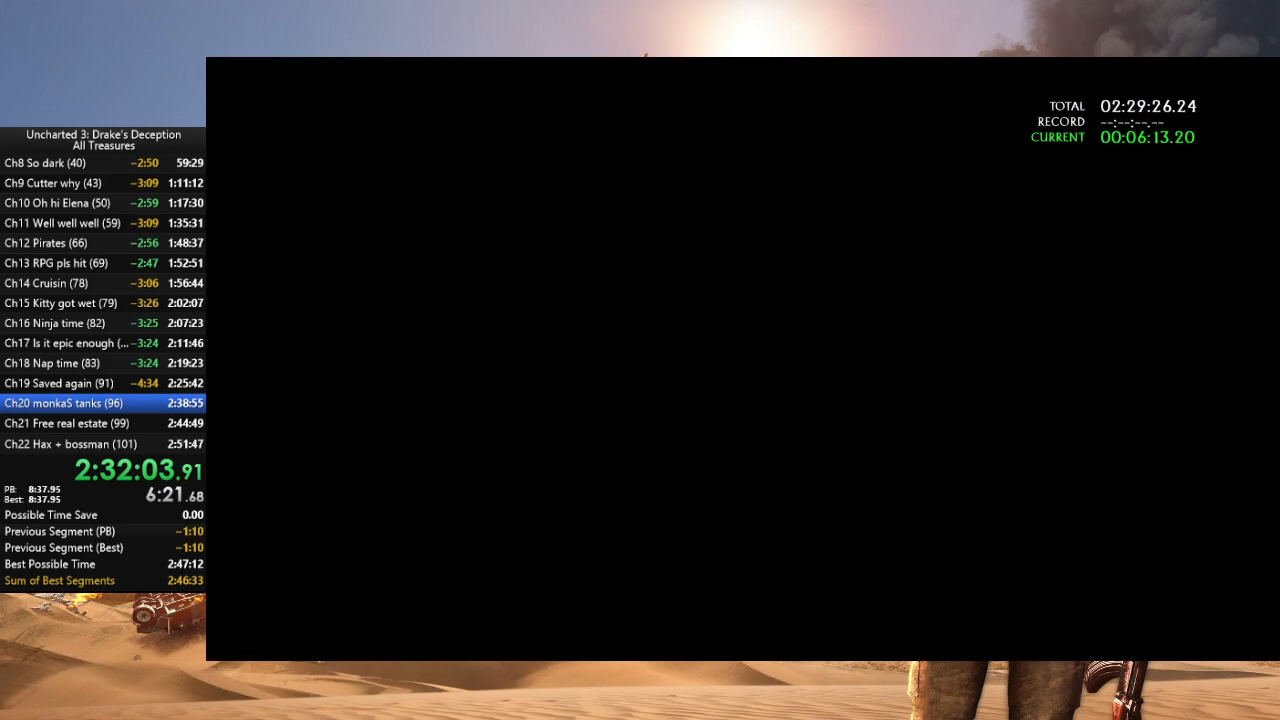 Uncharted 3: Drake's Deception
All Treasures
Ch8 So dark (40) −2:50 59:29
Ch9 Cutter why (43) −3:09 1:11:12
Ch10 Oh hi Elena (50) −2:59 1:17:30
Ch11 Well well well (59) −3:09 1:35:31
Ch12 Pirates (66) −2:56 1:48:37
Ch13 RPG pls hit (69) −2:47 1:52:51
Ch14 Cruisin (78) −3:06 1:56:44
Ch15 Kitty got wet (79) −3:26 2:02:07
Ch16 Ninja time (82) −3:25 2:07:23
Ch17 Is it epic enough (... −3:24 2:11:46
Ch18 Nap time (83) −3:24 2:19:23
Ch19 Saved again (91) −4:34 2:25:42
Ch20 monkaS tanks (96) 2:38:55
Ch21 Free real estate (99) 2:44:49
Ch22 Hax + bossman (101) 2:51:47
2:32:03.91
PB: 8:37.95
Best: 8:37.95
6:21.68
Possible Time Save 0.00
Previous Segment (PB) −1:10
Previous Segment (Best) −1:10
Best Possible Time 2:47:12
Sum of Best Segments 2:46:33
TOTAL 02:29:26.24
RECORD --:--:--.--
CURRENT 00:06:13.20